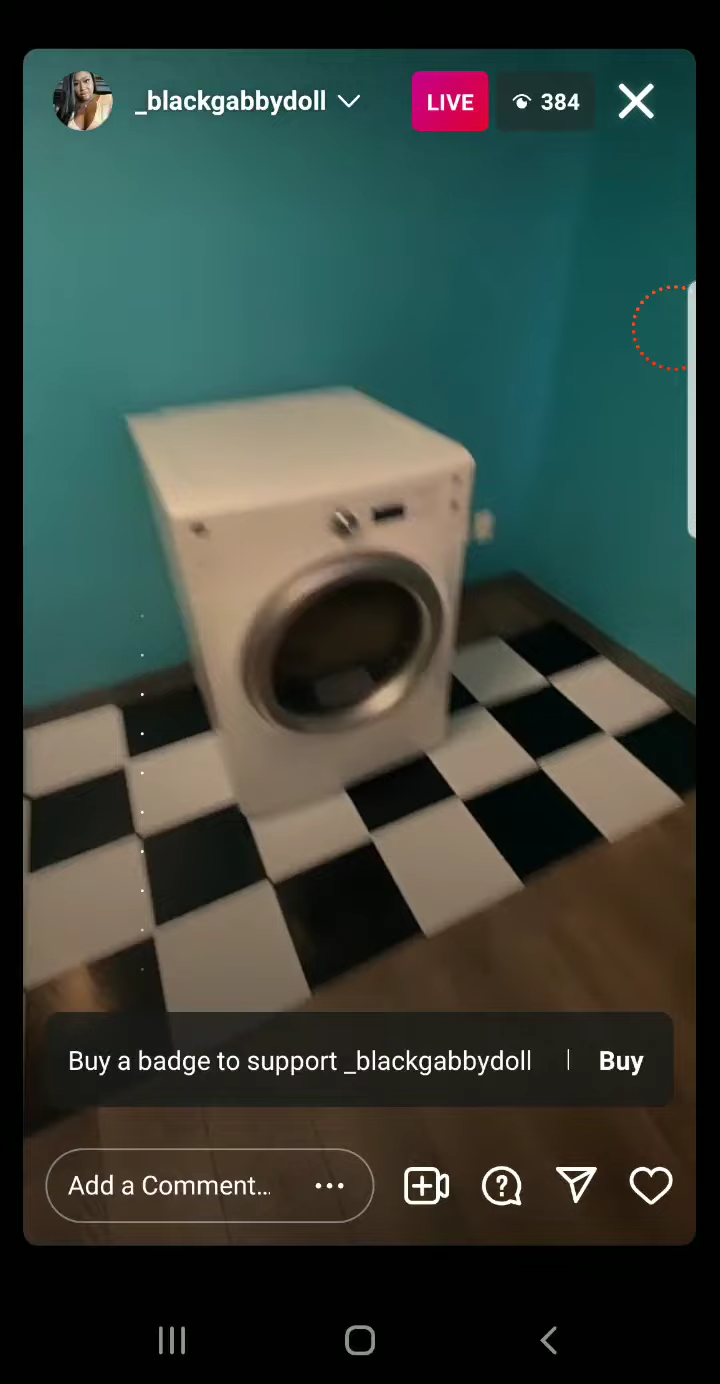 _blackgabbydoll
LIVE
384
Buy a badge to support _blackgabbydoll | Buy
Add a Comment...